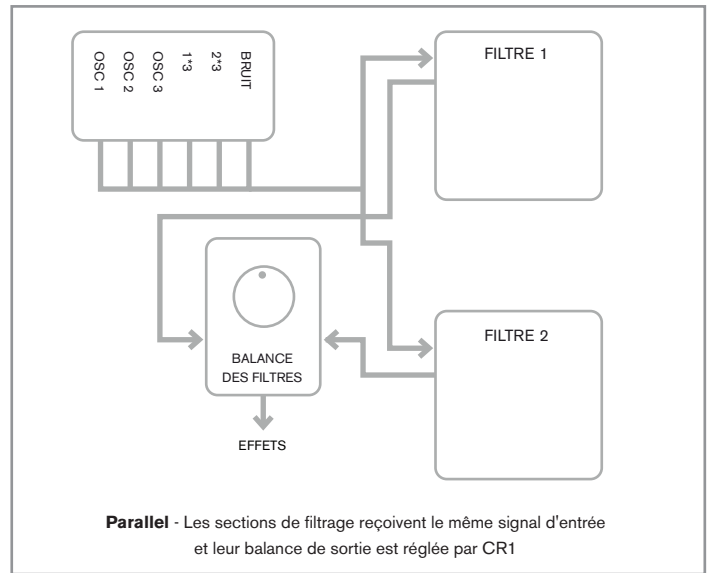 OSC 1
OSC 2
OSC 3
1*3
2*3
BRUIT
FILTRE 1
FILTRE 2
BALANCE
DES FILTRES
EFFETS
Parallel - Les sections de filtrage reçoivent le même signal d'entrée
et leur balance de sortie est réglée par CR1